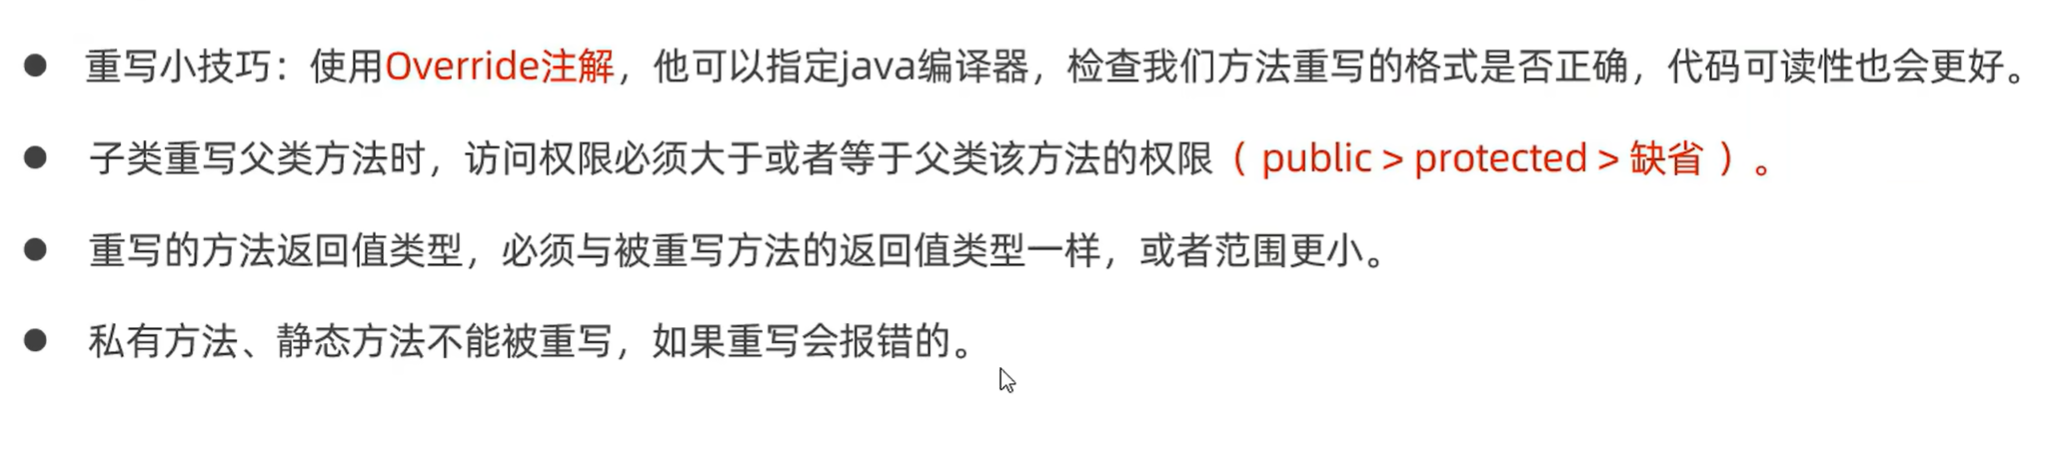 ● 重写小技巧：使用Override注解，他可以指定java编译器，检查我们方法重写的格式是否正确，代码可读性也会更好。
● 子类重写父类方法时，访问权限必须大于或者等于父类该方法的权限（ public > protected > 缺省 ）。
● 重写的方法返回值类型，必须与被重写方法的返回值类型一样，或者范围更小。
● 私有方法、静态方法不能被重写，如果重写会报错的。